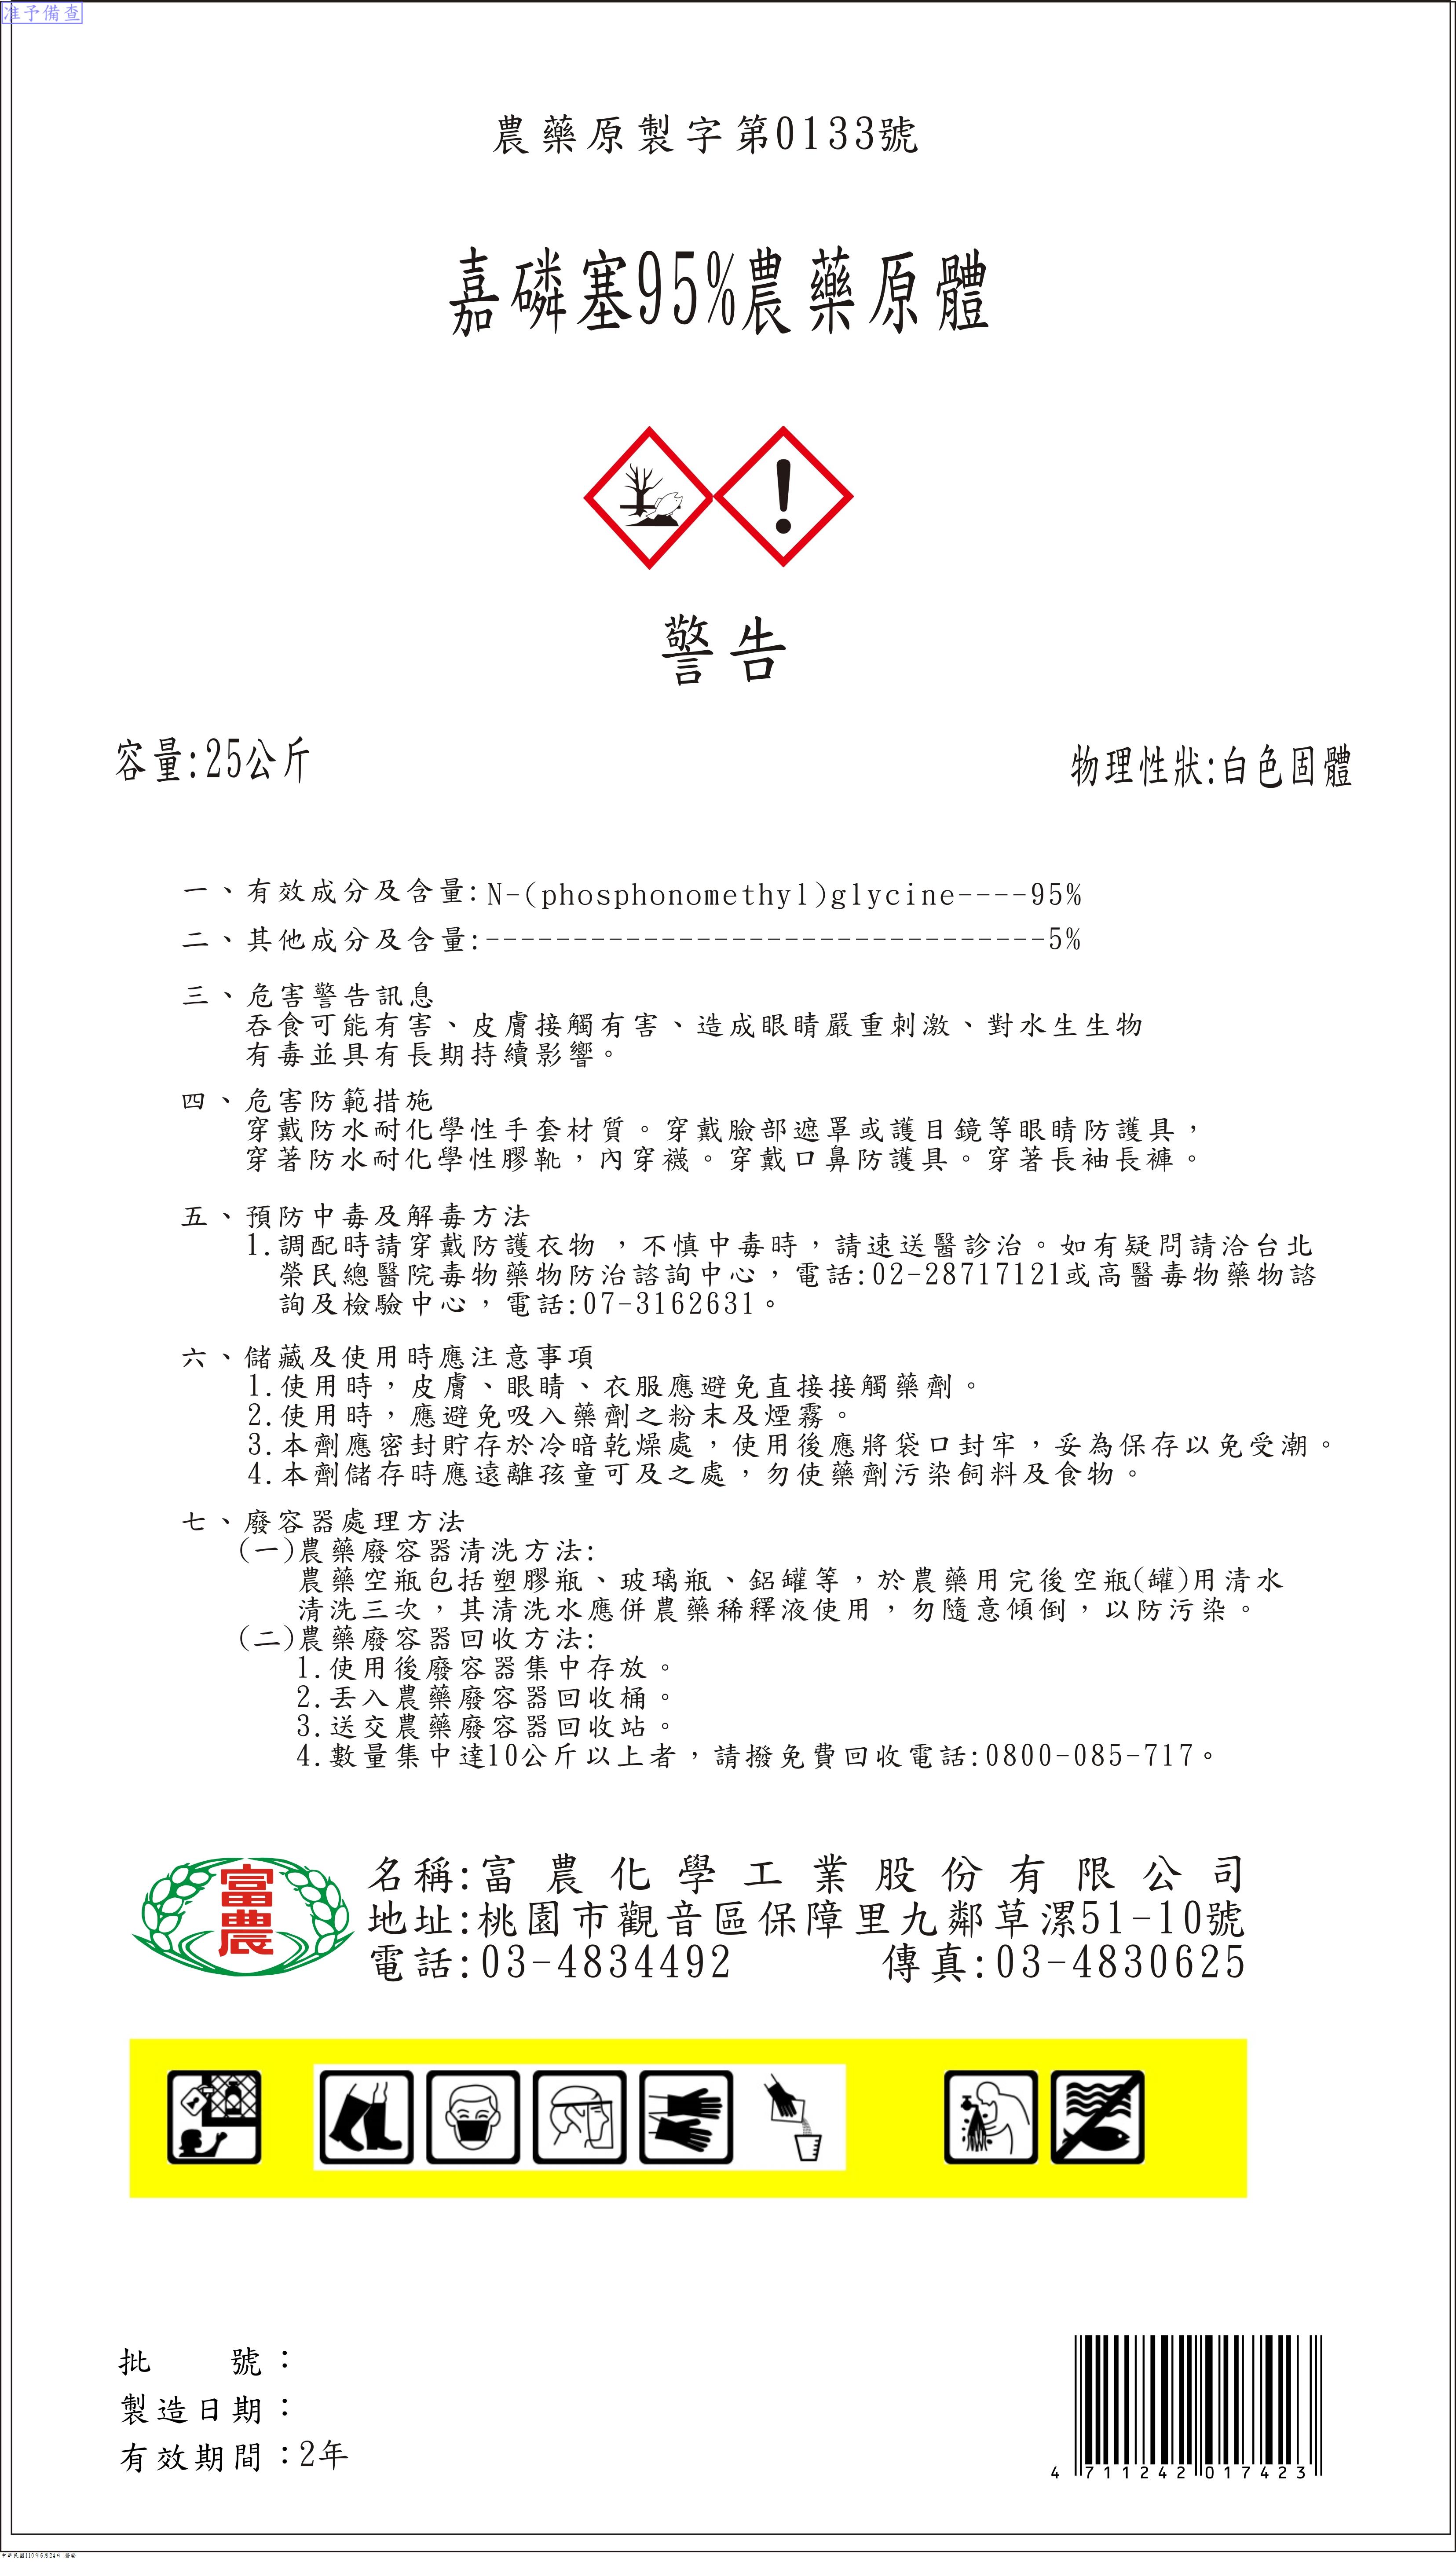 准予備查
農藥原製字第0133號
嘉磷塞95%農藥原體
警告
容量:25公斤
物理性狀:白色固體
一、有效成分及含量:N-(phosphonomethyl)glycine----95%
二、其他成分及含量:--------------------------------5%
三、危害警告訊息
吞食可能有害、皮膚接觸有害、造成眼睛嚴重刺激、對水生生物
有毒並具有長期持續影響。
四、危害防範措施
穿戴防水耐化學性手套材質。穿戴臉部遮罩或護目鏡等眼睛防護具，
穿著防水耐化學性膠靴，內穿襪。穿戴口鼻防護具。穿著長袖長褲。
五、預防中毒及解毒方法
1.調配時請穿戴防護衣物 ，不慎中毒時，請速送醫診治。如有疑問請洽台北
榮民總醫院毒物藥物防治諮詢中心，電話:02-28717121或高醫毒物藥物諮
詢及檢驗中心，電話:07-3162631。
六、儲藏及使用時應注意事項
1.使用時，皮膚、眼睛、衣服應避免直接接觸藥劑。
2.使用時，應避免吸入藥劑之粉末及煙霧。
3.本劑應密封貯存於冷暗乾燥處，使用後應將袋口封牢，妥為保存以免受潮。
4.本劑儲存時應遠離孩童可及之處，勿使藥劑污染飼料及食物。
七、廢容器處理方法
(一)農藥廢容器清洗方法:
農藥空瓶包括塑膠瓶、玻璃瓶、鋁罐等，於農藥用完後空瓶(罐)用清水
清洗三次，其清洗水應併農藥稀釋液使用，勿隨意傾倒，以防污染。
(二)農藥廢容器回收方法:
1.使用後廢容器集中存放。
2.丟入農藥廢容器回收桶。
3.送交農藥廢容器回收站。
4.數量集中達10公斤以上者，請撥免費回收電話:0800-085-717。
富農
名稱:富農化學工業股份有限公司
地址:桃園市觀音區保障里九鄰草漯51-10號
電話:03-4834492 傳真:03-4830625
批 號：
製造日期：
有效期間：2年
4 711242 017423
中華民國110年6月24日